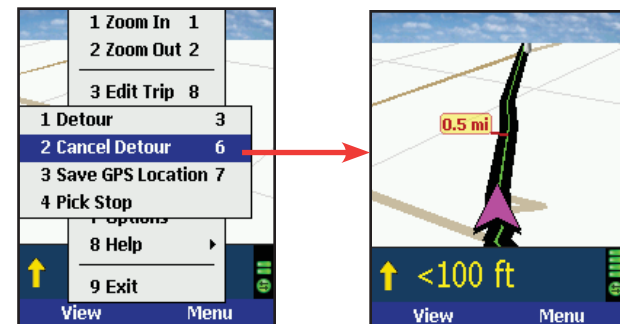 1 Zoom In 1
2 Zoom Out 2
3 Edit Trip 8
1 Detour 3
2 Cancel Detour 6
3 Save GPS Location 7
4 Pick Stop
Options
8 Help
9 Exit
View Menu
0.5 mi
<100 ft
View Menu